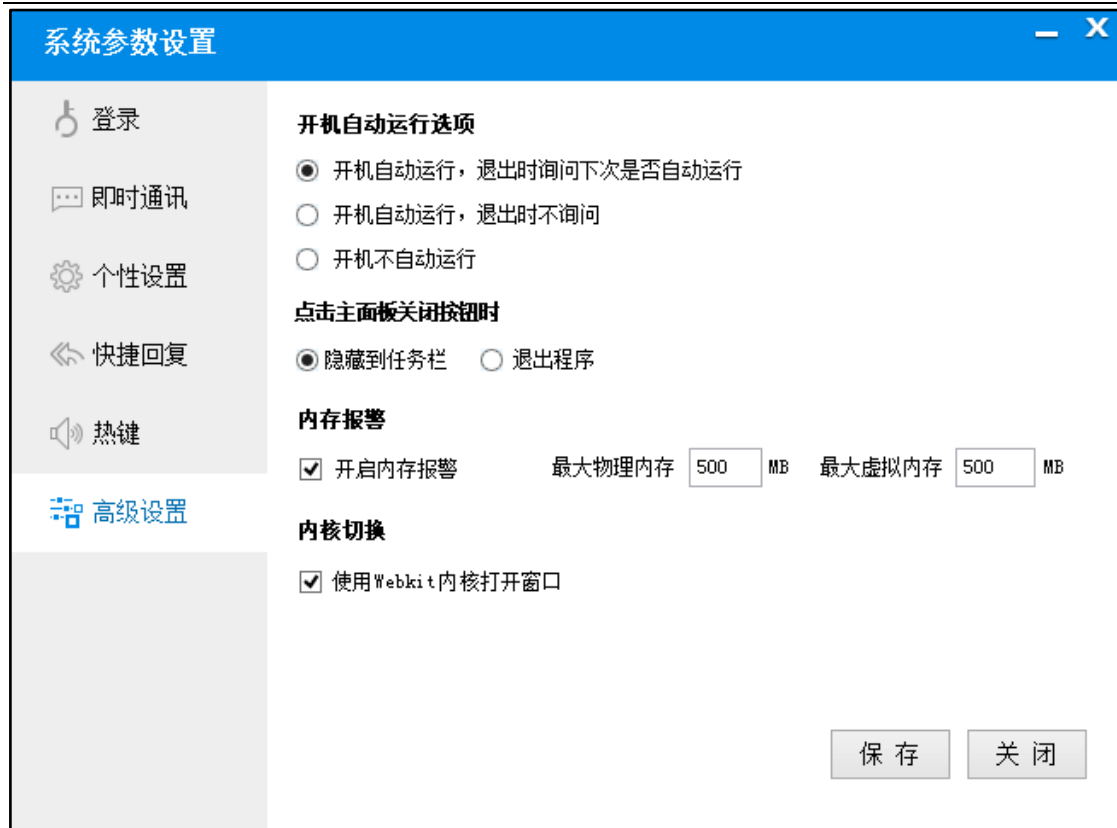 系统参数设置
登录
即时通讯
个性设置
快捷回复
热键
高级设置
开机自动运行选项
开机自动运行，退出时询问下次是否自动运行
开机自动运行，退出时不询问
开机不自动运行
点击主面板关闭按钮时
隐藏到任务栏 退出程序
内存报警
开启内存报警 最大物理内存 500 MB 最大虚拟内存 500 MB
内核切换
使用Webkit内核打开窗口
保存 关闭